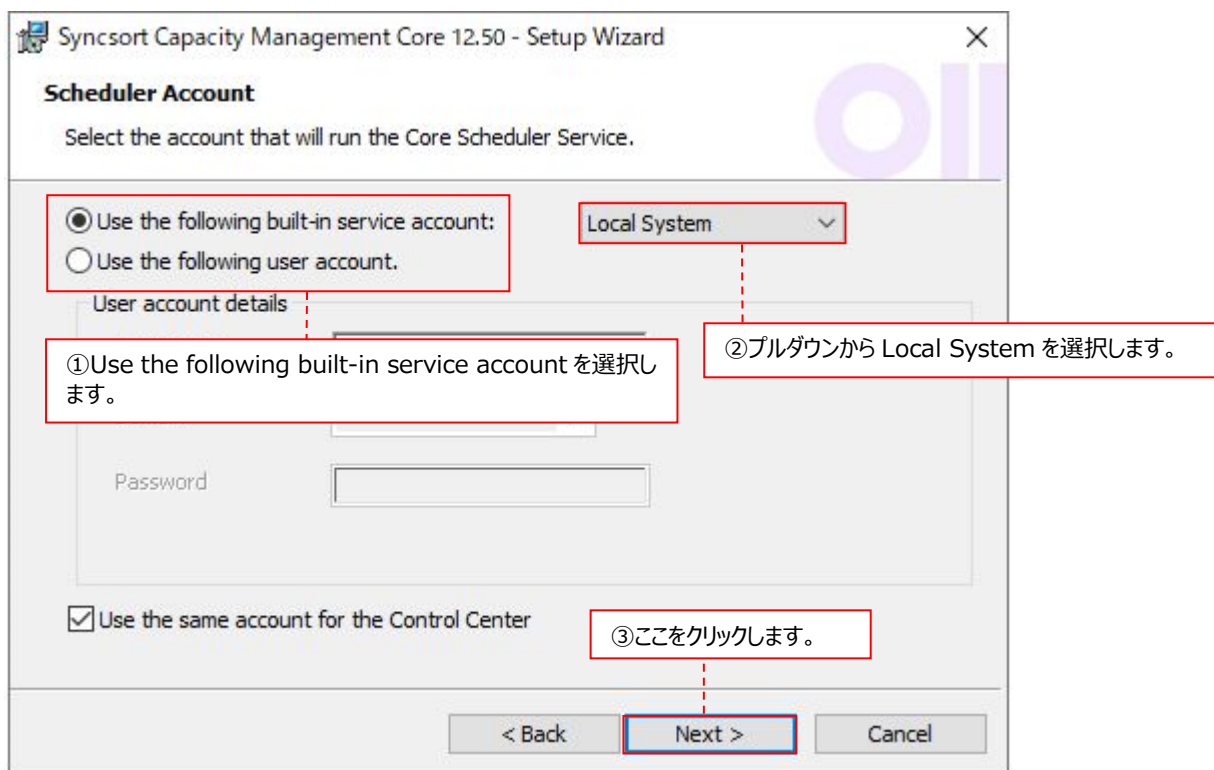 Syncsort Capacity Management Core 12.50 - Setup Wizard
Scheduler Account
Select the account that will run the Core Scheduler Service.
Use the following built-in service account:
Local System
Use the following user account.
User account details
①Use the following built-in service account を選択し
ます。
②プルダウンから Local System を選択します。
Password
Use the same account for the Control Center
③ここをクリックします。
< Back
Next >
Cancel